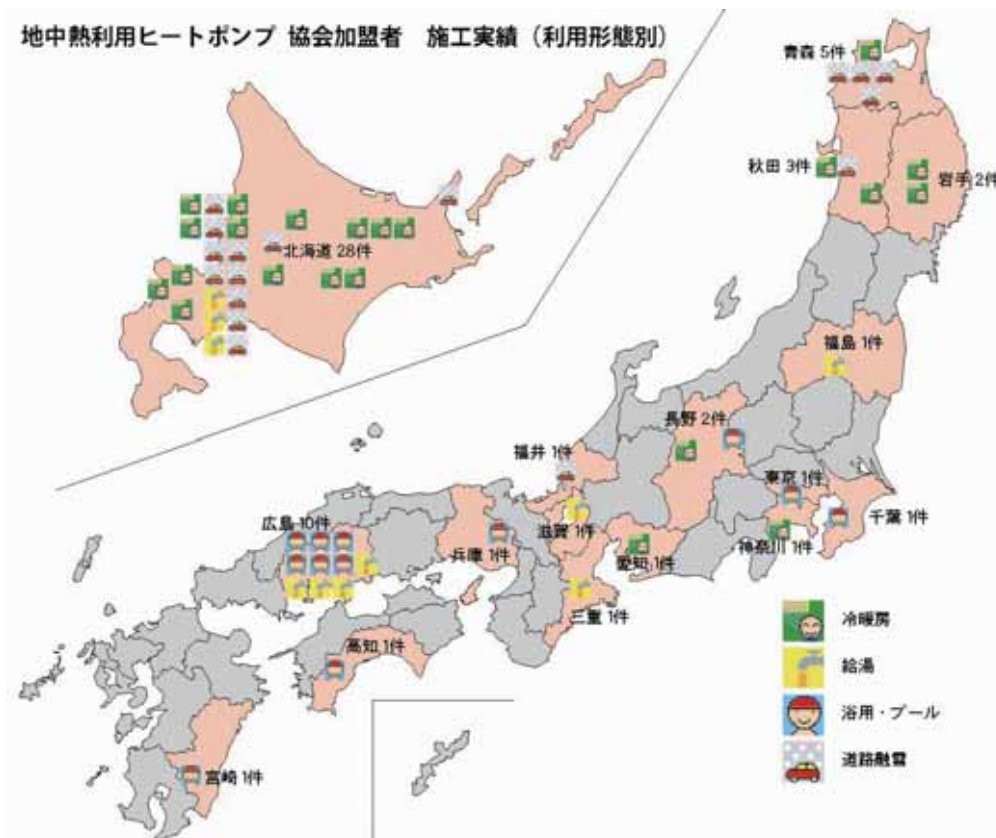 地中熱利用ヒートポンプ 協会加盟者　施工実績（利用形態別）
青森 5件
秋田 3件
岩手 2件
北海道 28件
福島 1件
長野 2件
福井 1件
東京 1件
千葉 1件
広島 10件
滋賀 1件
神奈川 1件
兵庫 1件
愛知 1件
三重 1件
高知 1件
宮崎 1件
冷暖房
給湯
浴用・プール
道路融雪